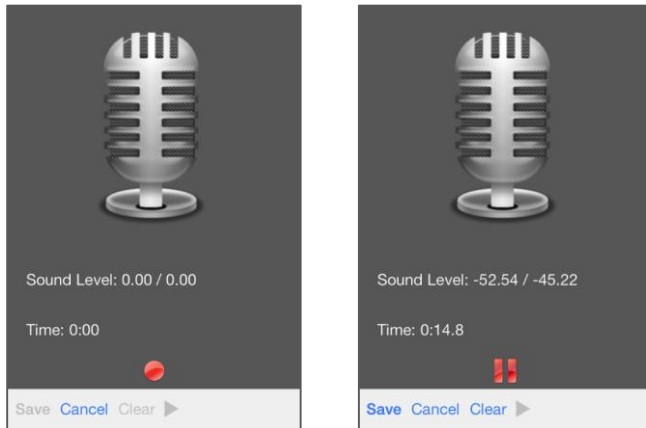 Sound Level: 0.00 / 0.00
Time: 0:00
Save Cancel Clear
Sound Level: -52.54 / -45.22
Time: 0:14.8
Save Cancel Clear